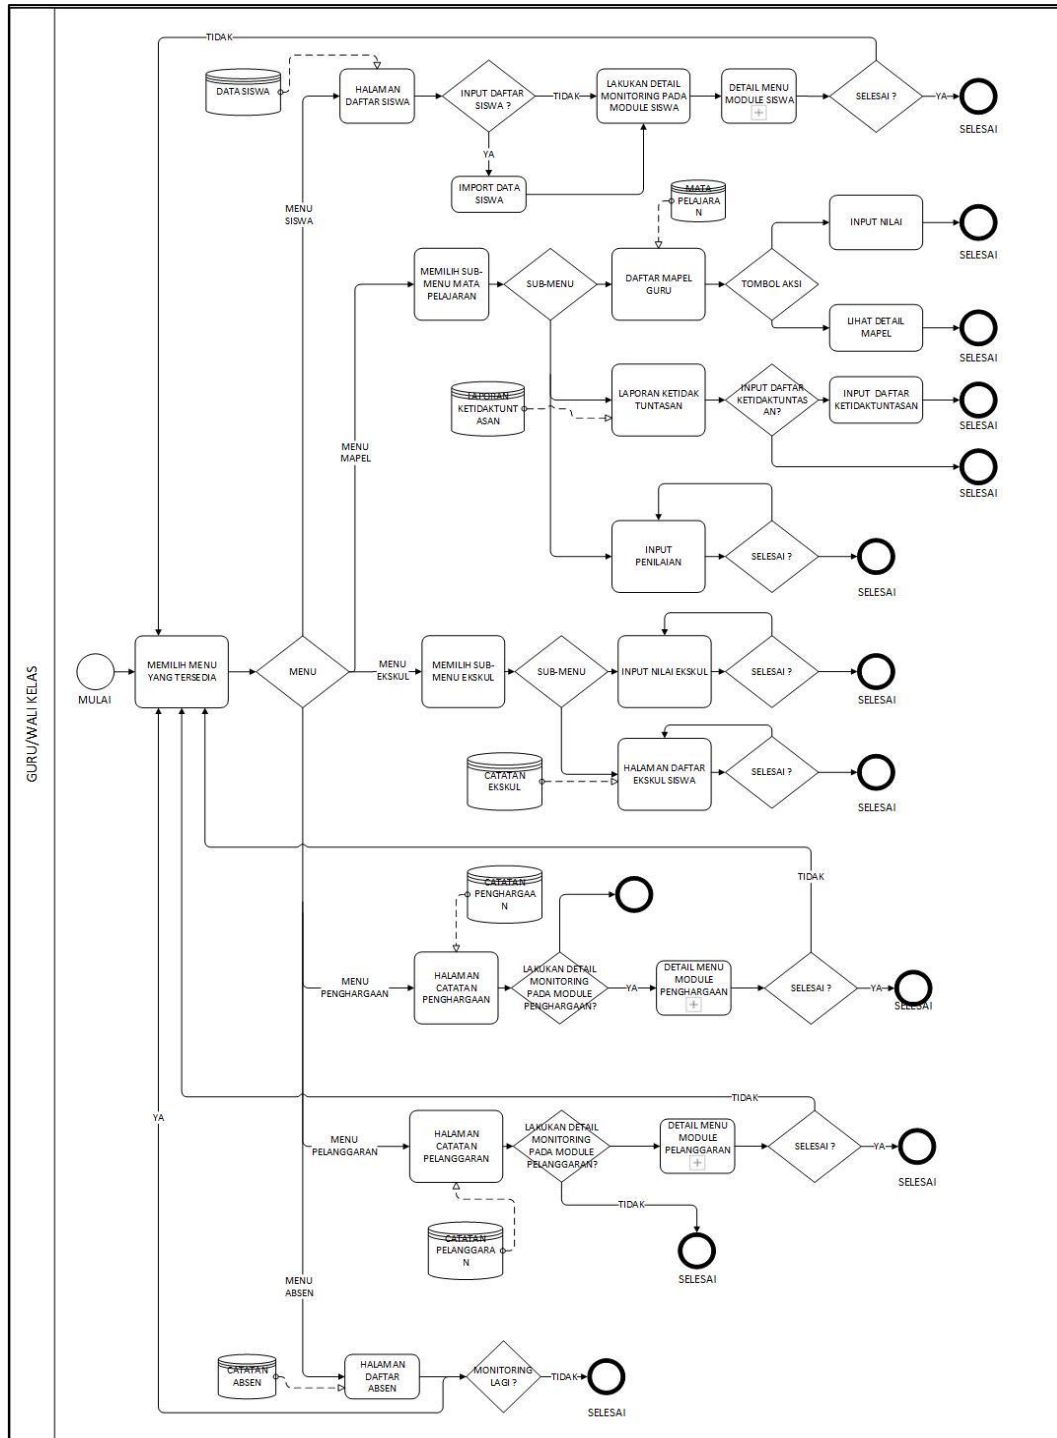 TIDAK
DATA SISWA
HALAMAN
DAFTAR SISWA
INPUT DAFTAR
SISWA ?
TIDAK
LAKUKAN DETAIL
MONITORING PADA
MODULE SISWA
DETAIL MENU
MODULE SISWA
SELESAI ?
YA
SELESAI
YA
IMPORT DATA
SISWA
MENU
SISWA
MATA
PELAJARA
N
MEMILIH SUB-
MENU MATA
PELAJARAN
SUB-MENU
DAFTAR MAPEL
GURU
TOMBOL AKSI
INPUT NILAI
SELESAI
LIHAT DETAIL
MAPEL
SELESAI
LAPORAN
KETIDAKTUNT
ASAN
LAPORAN KETIDAK
TUNTASAN
INPUT DAFTAR
KETIDAKTUNTAS
AN?
INPUT DAFTAR
KETIDAKTUNTASAN
SELESAI
SELESAI
MENU
MAPEL
INPUT
PENILAIAN
SELESAI ?
SELESAI
GURU/WALI KELAS
MULAI
MEMILIH MENU
YANG TERSEDIA
MENU
MENU
EKSKUL
MEMILIH SUB-
MENU EKSKUL
SUB-MENU
INPUT NILAI EKSKUL
SELESAI ?
SELESAI
CATATAN
EKSKUL
HALAMAN DAFTAR
EKSKUL SISWA
SELESAI ?
SELESAI
TIDAK
CATATAN
PENGHARGAA
N
MENU
PENGHARGAAN
HALAMAN
CATATAN
PENGHARGAAN
LAKUKAN DETAIL
MONITORING
PADA MODULE
PENGHARGAAN?
YA
DETAIL MENU
MODULE
PENGHARGAAN
SELESAI ?
YA
SELESAI
TIDAK
YA
MENU
PELANGGARAN
HALAMAN
CATATAN
PELANGGARAN
LAKUKAN DETAIL
MONITORING
PADA MODULE
PELANGGARAN?
DETAIL MENU
MODULE
PELANGGARAN
SELESAI ?
YA
SELESAI
TIDAK
CATATAN
PELANGGARA
N
SELESAI
MENU
ABSEN
CATATAN
ABSEN
HALAMAN
DAFTAR
ABSEN
MONITORING
LAGI ?
TIDAK
SELESAI